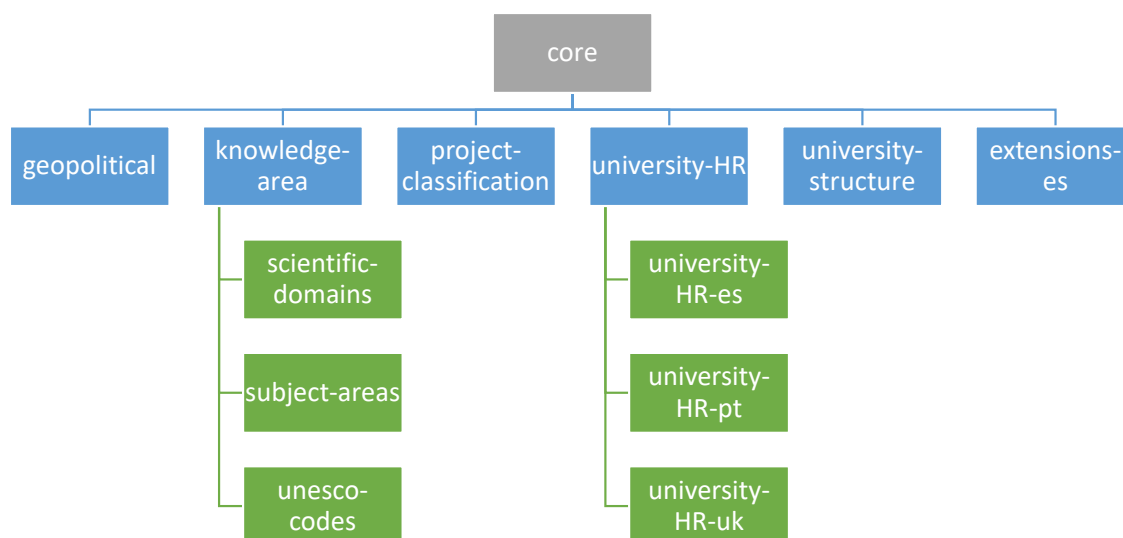 core
geopolitical
knowledge-
area
project-
classification
university-HR
university-
structure
extensions-
es
scientific-
domains
university-
HR-es
subject-areas
university-
HR-pt
unesco-
codes
university-
HR-uk